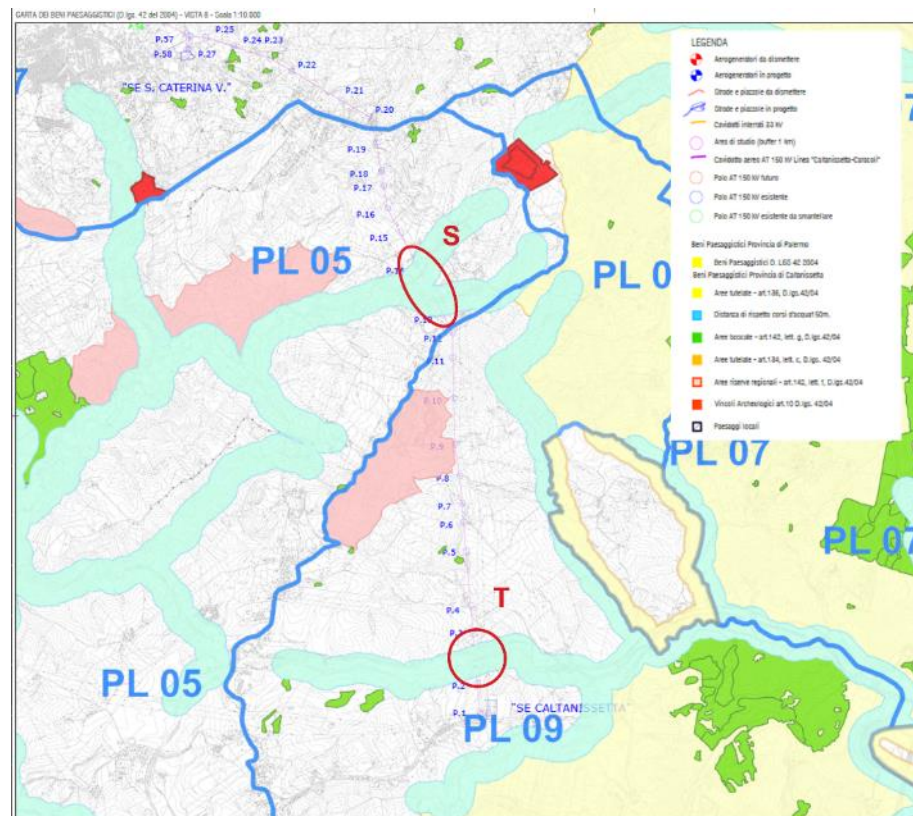 CARTA DEI BENI PAESAGGISTICI (D.lgs. 42 del 2004) - VISTA 8 - Scala 1:10.000
P.25
P.57
P.24 P.23
P.58
P.27
P.22
"SE S. CATERINA V."
P.21
P.20
P.19
P.18
P.17
P.16
P.15
S
PL 05
PL 0
P.12
P.11
P.10
P.9
PL 07
P.8
P.7
P.6
PL 07
P.5
P.4
T
PL 05
P.2
P.1
"SE CALTANISSETTA"
PL 09
LEGENDA
Aerogeneratori da dismettere
Aerogeneratori in progetto
Strade e piazzole da dismettere
Strade e piazzole in progetto
Cavidotti interrati 33 kV
Area di studio (buffer 1 km)
Cavidotto aereo AT 150 kV Linea "Caltanissetta-Caracoli"
Palo AT 150 kV futuro
Palo AT 150 kV esistente
Palo AT 150 kV esistente da smantellare
Beni Paesaggistici Provincia di Palermo
Beni Paesaggistici D. LGS 42 2004
Beni Paesaggistici Provincia di Caltanissetta
Aree tutelate - art.136, D.lgs.42/04
Distanza di rispetto corsi d'acqua150m.
Aree boscate - art.142, lett. g, D.lgs.42/04
Aree tutelate - art.134, lett. c, D.lgs. 42/04
Aree riserve regionali - art.142, lett. f, D.lgs.42/04
Vincoli Archeologici art.10 D.lgs. 42/04
Paesaggi locali